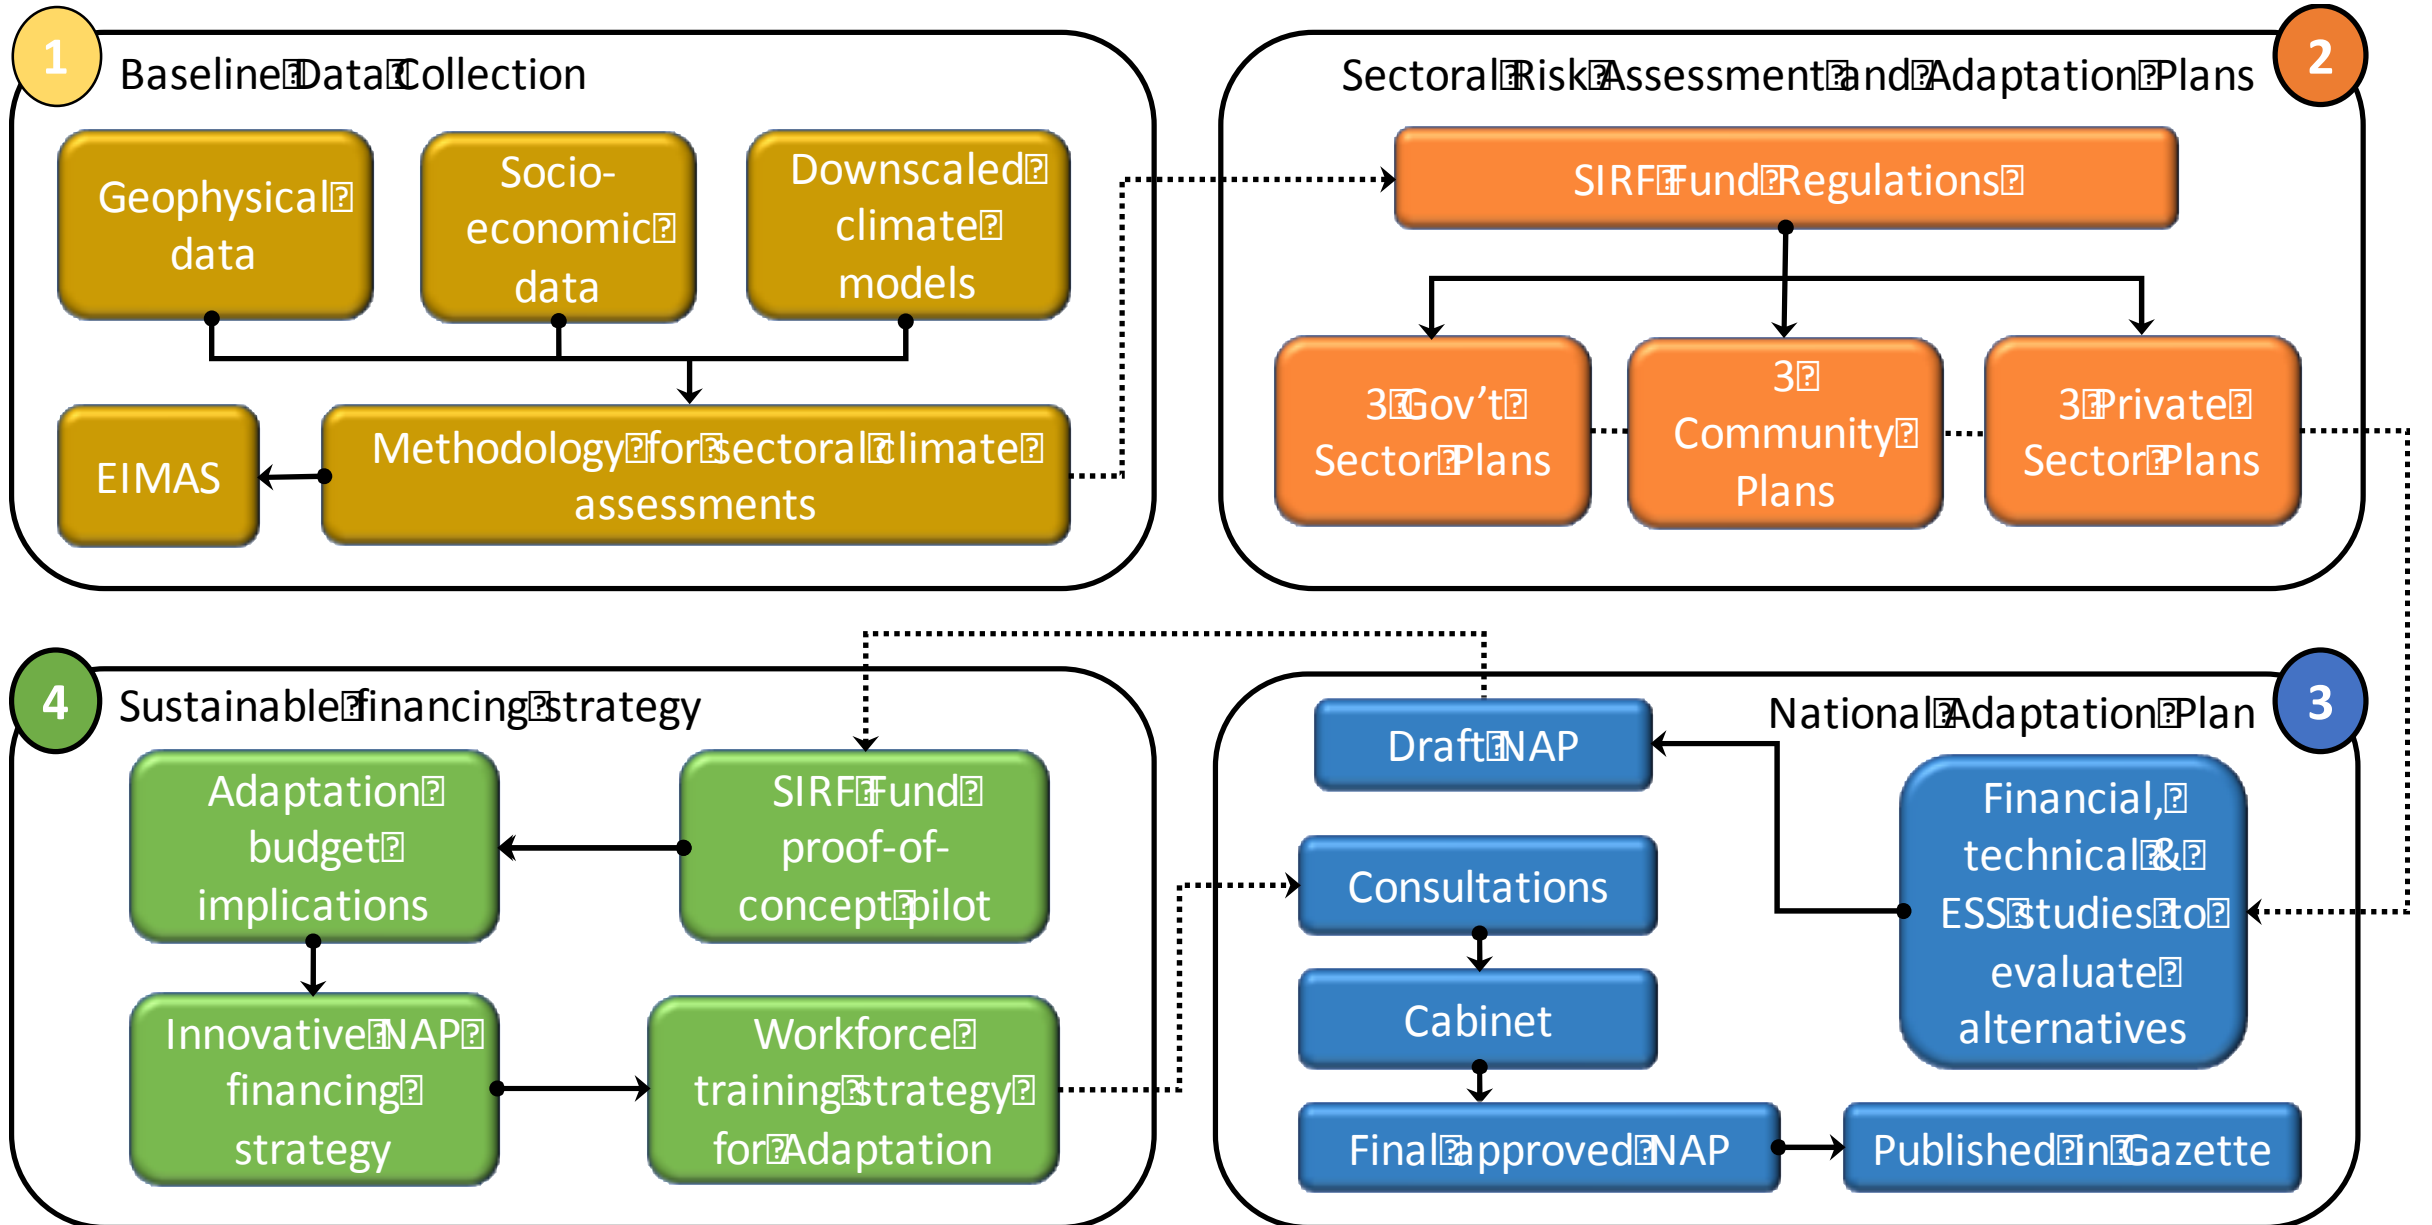 1
Baseline Data Collection
Geophysical
data
Socio-
economic
data
Downscaled
climate
models
EIMAS
Methodology for sectoral climate
assessments
2
Sectoral Risk Assessment and Adaptation Plans
SIRF Fund Regulations
3 Gov't
Sector Plans
3
Community
Plans
3 Private
Sector Plans
4
Sustainable financing strategy
Adaptation
budget
implications
SIRF Fund
proof-of-
concept pilot
Innovative NAP
financing
strategy
Workforce
training strategy
for Adaptation
3
National Adaptation Plan
Draft NAP
Financial,
technical &
ESS studies to
evaluate
alternatives
Consultations
Cabinet
Final approved NAP
Published in Gazette